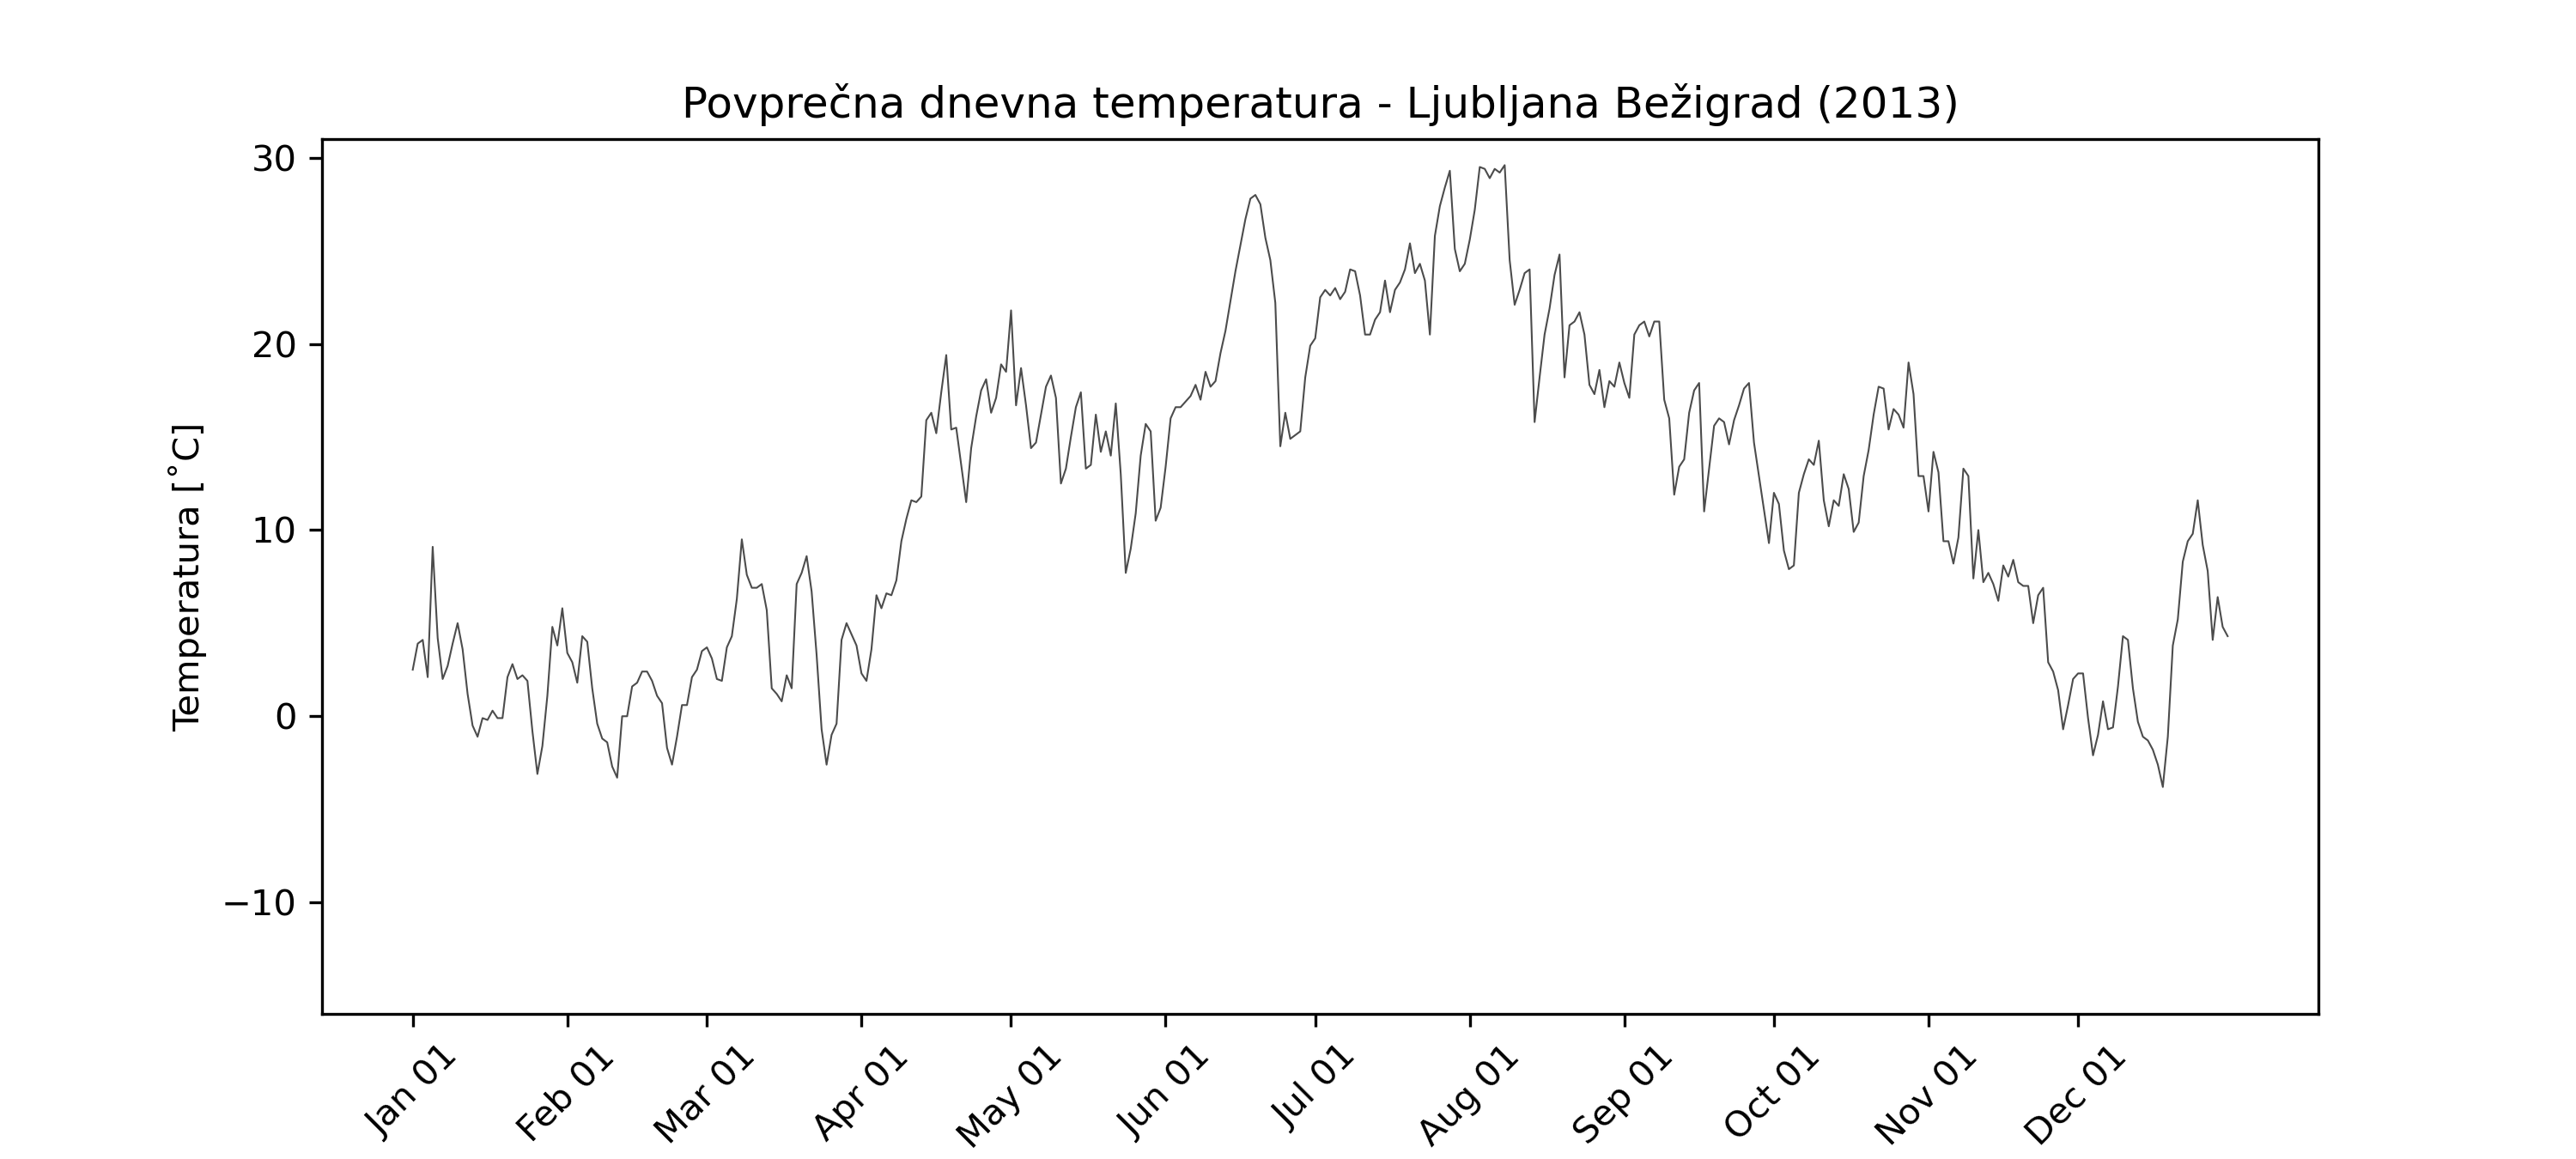 Povprečna dnevna temperatura - Ljubljana Bežigrad (2013)
30
20
10
0
−10
Temperatura [˚C]
Jan 01
Feb 01
Mar 01
Apr 01
May 01
Jun 01
Jul 01
Aug 01
Sep 01
Oct 01
Nov 01
Dec 01